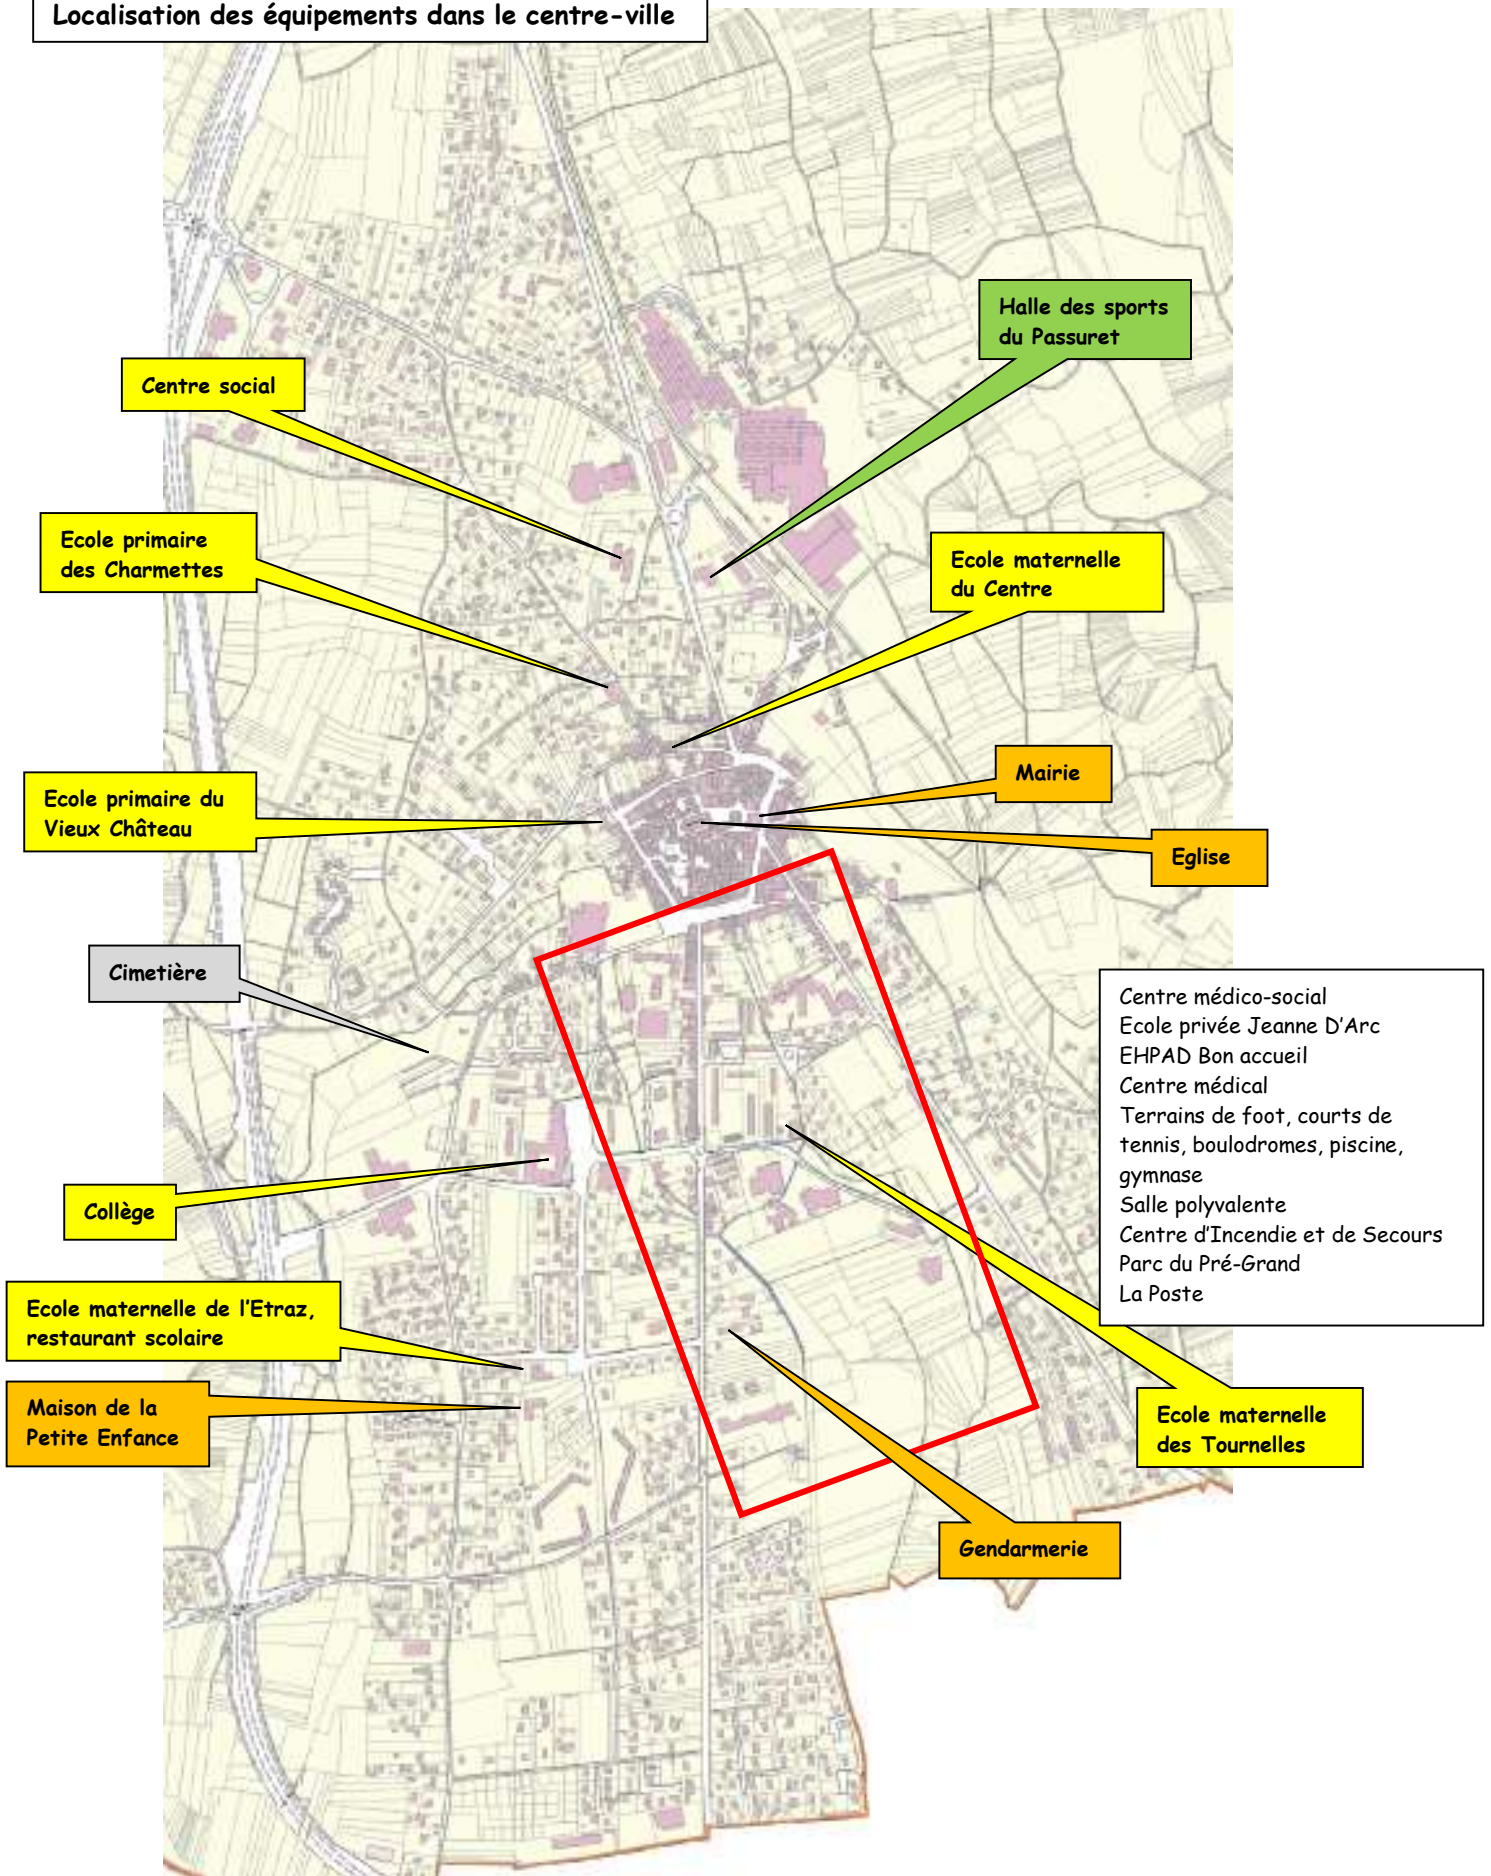 Localisation des équipements dans le centre-ville
Halle des sports
du Passuret
Centre social
Ecole primaire
des Charmettes
Ecole maternelle
du Centre
Mairie
Ecole primaire du
Vieux Château
Eglise
Cimetière
Centre médico-social
Ecole privée Jeanne D'Arc
EHPAD Bon accueil
Centre médical
Terrains de foot, courts de
tennis, boulodromes, piscine,
gymnase
Salle polyvalente
Centre d'Incendie et de Secours
Parc du Pré-Grand
La Poste
Collège
Ecole maternelle de l'Etraz,
restaurant scolaire
Maison de la
Petite Enfance
Ecole maternelle
des Tournelles
Gendarmerie